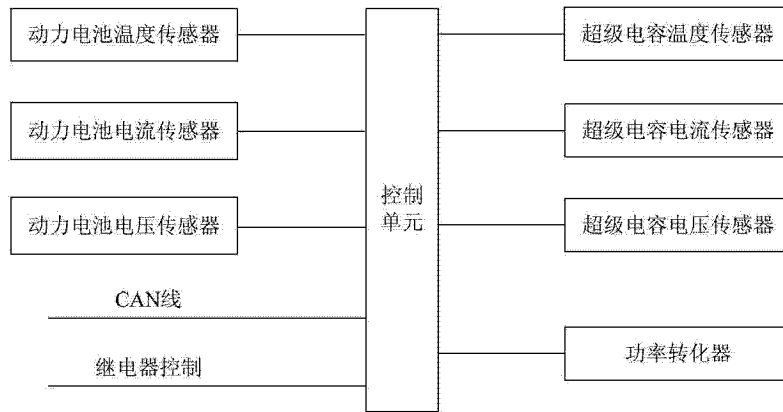 动力电池温度传感器
动力电池电流传感器
动力电池电压传感器
CAN线
继电器控制
控制
单元
超级电容温度传感器
超级电容电流传感器
超级电容电压传感器
功率转化器